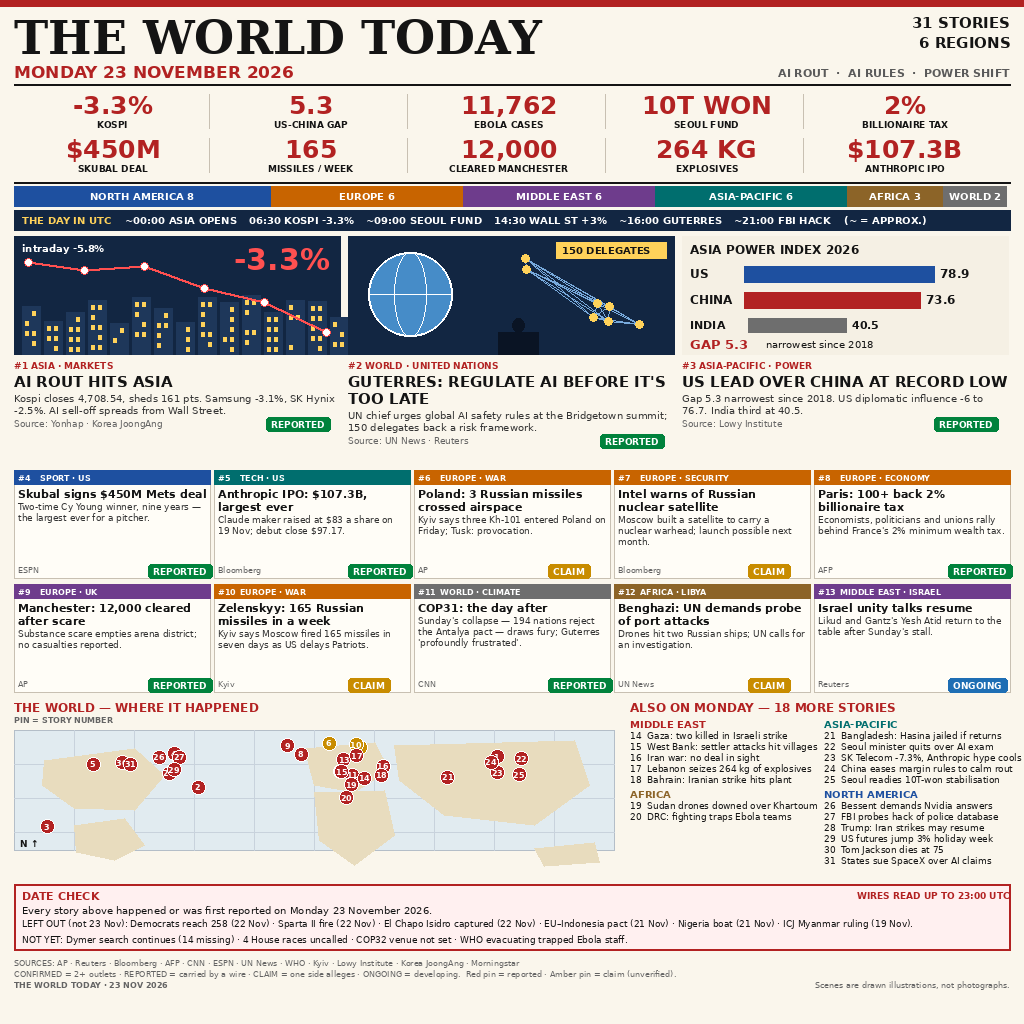 THE WORLD TODAY
31 STORIES
6 REGIONS
MONDAY 23 NOVEMBER 2026
AI ROUT · AI RULES · POWER SHIFT
-3.3%
KOSPI
5.3
US-CHINA GAP
11,762
EBOLA CASES
10T WON
SEOUL FUND
2%
BILLIONAIRE TAX
$450M
SKUBAL DEAL
165
MISSILES / WEEK
12,000
CLEARED MANCHESTER
264 KG
EXPLOSIVES
$107.3B
ANTHROPIC IPO
NORTH AMERICA 8
EUROPE 6
MIDDLE EAST 6
ASIA-PACIFIC 6
AFRICA 3
WORLD 2
THE DAY IN UTC ~00:00 ASIA OPENS 06:30 KOSPI -3.3% ~09:00 SEOUL FUND 14:30 WALL ST +3% ~16:00 GUTERRES ~21:00 FBI HACK (~ = APPROX.)
intraday -5.8%
-3.3%
150 DELEGATES
ASIA POWER INDEX 2026
US 78.9
CHINA 73.6
INDIA 40.5
GAP 5.3 narrowest since 2018
#1 ASIA · MARKETS
AI ROUT HITS ASIA
Kospi closes 4,708.54, sheds 161 pts. Samsung -3.1%, SK Hynix
-2.5%. AI sell-off spreads from Wall Street.
Source: Yonhap · Korea JoongAng
REPORTED
#2 WORLD · UNITED NATIONS
GUTERRES: REGULATE AI BEFORE IT'S
TOO LATE
UN chief urges global AI safety rules at the Bridgetown summit;
150 delegates back a risk framework.
Source: UN News · Reuters
REPORTED
#3 ASIA-PACIFIC · POWER
US LEAD OVER CHINA AT RECORD LOW
Gap 5.3 narrowest since 2018. US diplomatic influence -6 to
76.7. India third at 40.5.
Source: Lowy Institute
REPORTED
#4 SPORT · US
Skubal signs $450M Mets deal
Two-time Cy Young winner, nine years —
the largest ever for a pitcher.
ESPN
REPORTED
#5 TECH · US
Anthropic IPO: $107.3B,
largest ever
Claude maker raised at $83 a share on
19 Nov; debut close $97.17.
Bloomberg
REPORTED
#6 EUROPE · WAR
Poland: 3 Russian missiles
crossed airspace
Kyiv says three Kh-101 entered Poland on
Friday; Tusk: provocation.
AP
CLAIM
#7 EUROPE · SECURITY
Intel warns of Russian
nuclear satellite
Moscow built a satellite to carry a
nuclear warhead; launch possible next
month.
Bloomberg
CLAIM
#8 EUROPE · ECONOMY
Paris: 100+ back 2%
billionaire tax
Economists, politicians and unions rally
behind France's 2% minimum wealth tax.
AFP
REPORTED
#9 EUROPE · UK
Manchester: 12,000 cleared
after scare
Substance scare empties arena district;
no casualties reported.
AP
REPORTED
#10 EUROPE · WAR
Zelenskyy: 165 Russian
missiles in a week
Kyiv says Moscow fired 165 missiles in
seven days as US delays Patriots.
Kyiv
CLAIM
#11 WORLD · CLIMATE
COP31: the day after
Sunday's collapse — 194 nations reject
the Antalya pact — draws fury; Guterres
'profoundly frustrated'.
CNN
REPORTED
#12 AFRICA · LIBYA
Benghazi: UN demands probe
of port attacks
Drones hit two Russian ships; UN calls for
an investigation.
UN News
CLAIM
#13 MIDDLE EAST · ISRAEL
Israel unity talks resume
Likud and Gantz's Yesh Atid return to the
table after Sunday's stall.
Reuters
ONGOING
THE WORLD — WHERE IT HAPPENED
PIN = STORY NUMBER
5
31
26
27
29
2
3
9
8
6
10
17
13
15
16
18
14
19
20
21
24
23
22
25
N ↑
ALSO ON MONDAY — 18 MORE STORIES
MIDDLE EAST
14 Gaza: two killed in Israeli strike
15 West Bank: settler attacks hit villages
16 Iran war: no deal in sight
17 Lebanon seizes 264 kg of explosives
18 Bahrain: Iranian strike hits plant
AFRICA
19 Sudan drones downed over Khartoum
20 DRC: fighting traps Ebola teams
ASIA-PACIFIC
21 Bangladesh: Hasina jailed if returns
22 Seoul minister quits over AI exam
23 SK Telecom -7.3%, Anthropic hype cools
24 China eases margin rules to calm rout
25 Seoul readies 10T-won stabilisation
NORTH AMERICA
26 Bessent demands Nvidia answers
27 FBI probes hack of police database
28 Trump: Iran strikes may resume
29 US futures jump 3% holiday week
30 Tom Jackson dies at 75
31 States sue SpaceX over AI claims
DATE CHECK
WIRES READ UP TO 23:00 UTC
Every story above happened or was first reported on Monday 23 November 2026.
LEFT OUT (not 23 Nov): Democrats reach 258 (22 Nov) · Sparta II fire (22 Nov) · El Chapo Isidro captured (22 Nov) · EU–Indonesia pact (21 Nov) · Nigeria boat (21 Nov) · ICJ Myanmar ruling (19 Nov).
NOT YET: Dymer search continues (14 missing) · 4 House races uncalled · COP32 venue not set · WHO evacuating trapped Ebola staff.
SOURCES: AP · Reuters · Bloomberg · AFP · CNN · ESPN · UN News · WHO · Kyiv · Lowy Institute · Korea JoongAng · Morningstar
CONFIRMED = 2+ outlets · REPORTED = carried by a wire · CLAIM = one side alleges · ONGOING = developing. Red pin = reported · Amber pin = claim (unverified).
THE WORLD TODAY · 23 NOV 2026
Scenes are drawn illustrations, not photographs.